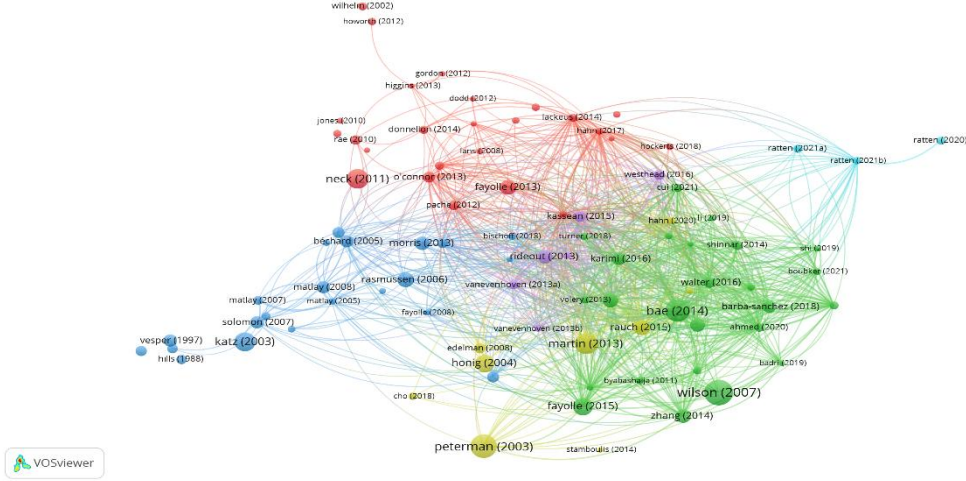 wilhelm (2002)
howorth (2012)
gordon (2012)
higgins (2013)
dodd (2012)
jones (2010)
donnellon (2014)
lackeus (2014)
hahn (2017)
rae (2010)
lans (2008)
hockerts (2018)
ratten (2021a)
ratten (2020)
ratten (2021b)
neck (2011)
o'connor (2013)
fayolle (2013)
westhead (2016)
cui (2021)
pache (2012)
kassean (2015)
hahn (2020)
li (2019)
béchard (2005)
morris (2013)
bischoff (2018)
turner (2018)
shinnar (2014)
shi (2019)
rideout (2013)
karimi (2016)
boubker (2021)
rasmussen (2006)
walter (2016)
matlay (2008)
vanevenhoven (2013a)
matlay (2007)
matlay (2005)
volery (2013)
barba-sanchez (2018)
fayolle (2008)
bae (2014)
solomon (2007)
vanevenhoven (2013b)
rauch (2015)
ahmed (2020)
vesper (1997)
katz (2003)
martin (2013)
edelman (2008)
hills (1988)
honig (2004)
badri (2019)
byabashaija (2011)
cho (2018)
wilson (2007)
fayolle (2015)
zhang (2014)
peterman (2003)
stamboulis (2014)
VOSviewer